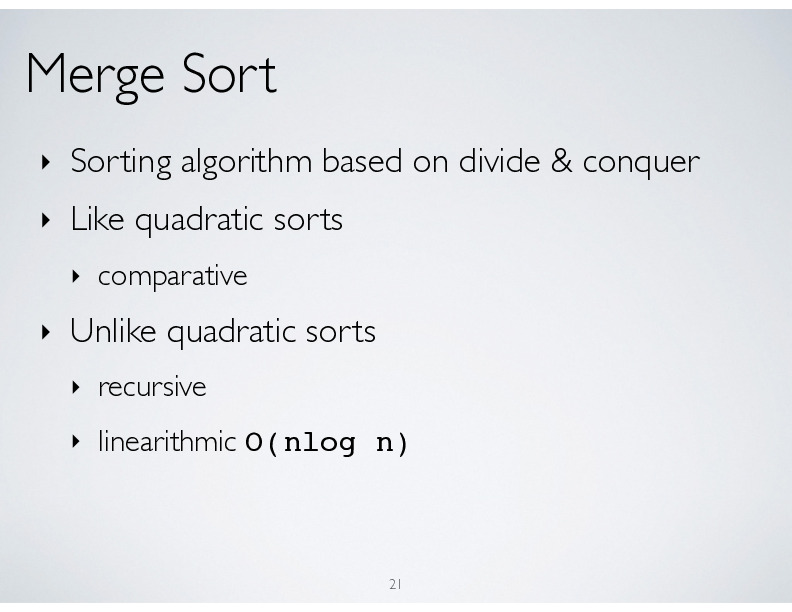 Merge Sort
‣ Sorting algorithm based on divide & conquer
‣ Like quadratic sorts
‣ comparative
‣ Unlike quadratic sorts
‣ recursive
‣ linearithmic O(nlog n)
21